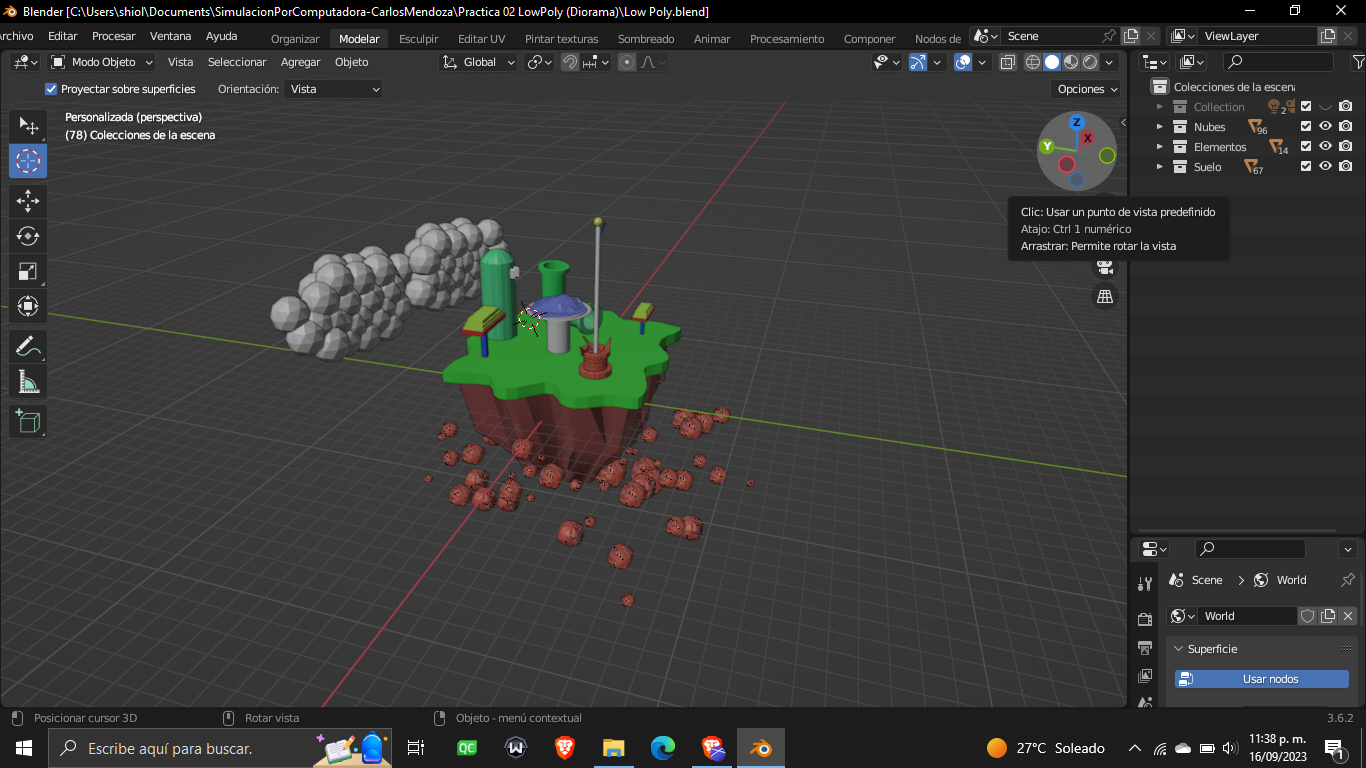 Blender [C:\Users\shiol\Documents\SimulacionPorComputadora-CarlosMendoza\Practica 02 LowPoly (Diorama)\Low Poly.blend]
rchivo Editar Procesar Ventana Ayuda Organizar Modelar Esculpir Editar UV Pintar texturas Sombreado Animar Procesamiento Componer Nodos de Scene ViewLayer
Modo Objeto Vista Seleccionar Agregar Objeto Global
Proyectar sobre superficies Orientación: Vista Opciones
Personalizada (perspectiva)
(78) Colecciones de la escena
Z
X
Y
Clic: Usar un punto de vista predefinido
Atajo: Ctrl 1 numérico
Arrastrar: Permite rotar la vista
Colecciones de la escena
Collection 2
Nubes 96
Elementos 14
Suelo 67
Scene World
World
Superficie
Usar nodos
Posicionar cursor 3D Rotar vista Objeto - menú contextual 3.6.2
Escribe aquí para buscar. QC 27°C Soleado 11:38 p. m.
16/09/2023
1